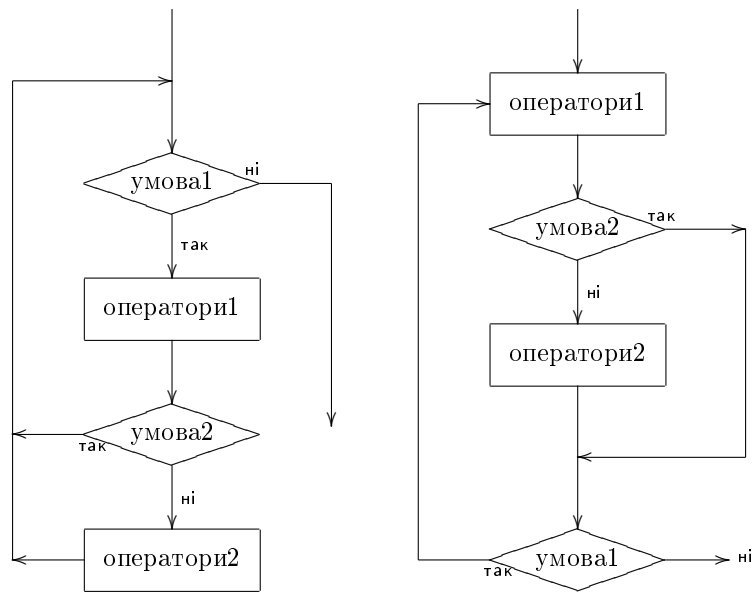 умова1
ні
так
оператори1
умова2
так
ні
оператори2
оператори1
умова2
так
ні
оператори2
умова1
так
ні